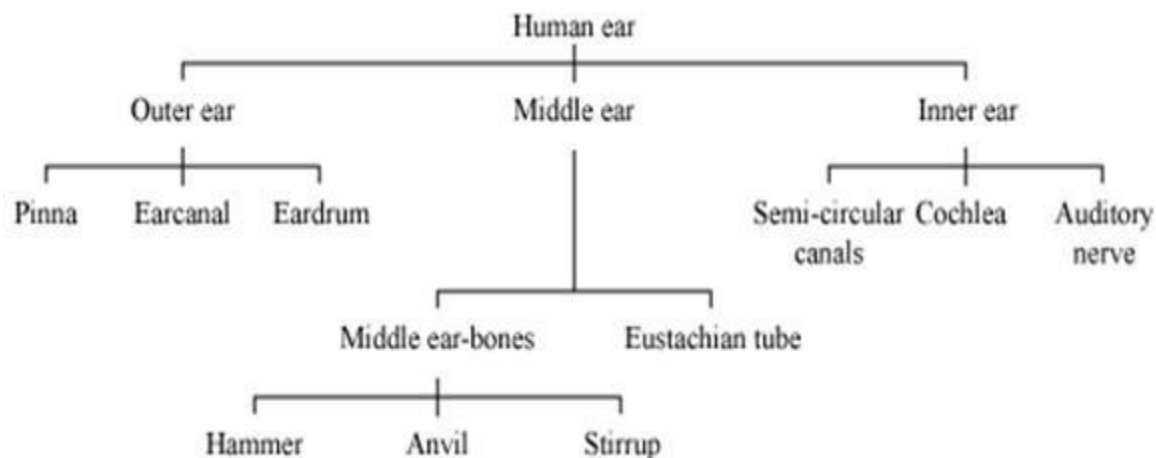 Human ear
Outer ear Middle ear Inner ear
Pinna Earcanal Eardrum Semi-circular Cochlea Auditory
canals nerve
Middle ear-bones Eustachian tube
Hammer Anvil Stirrup